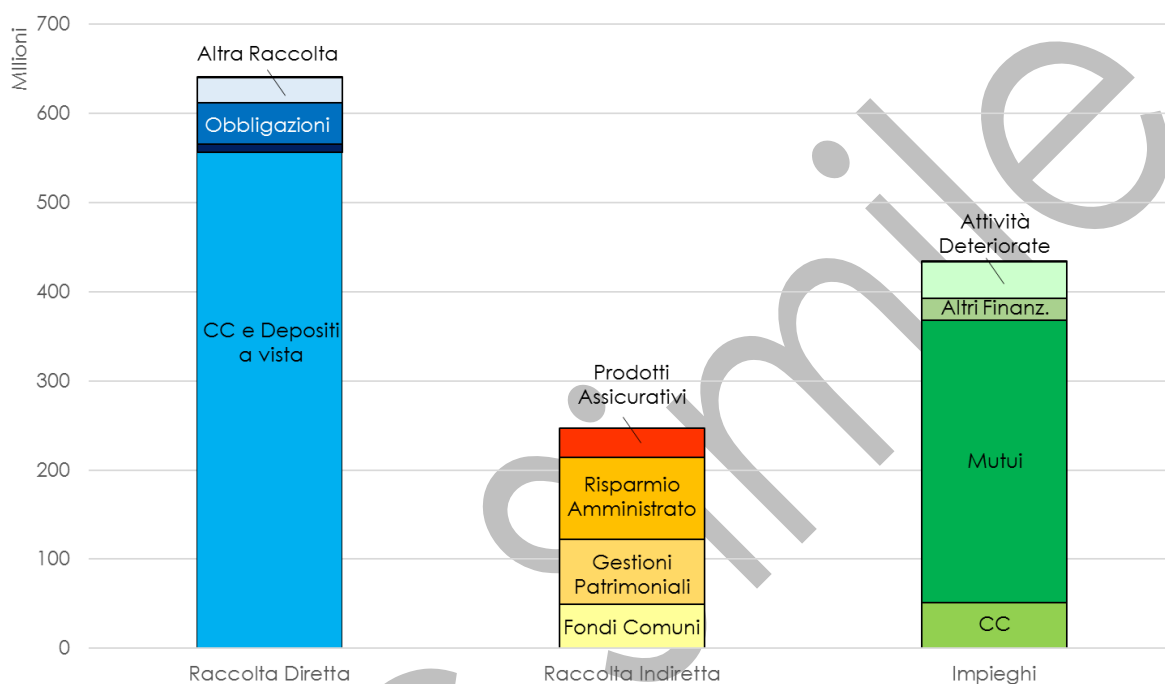 700
600
500
400
300
200
100
0
MIlioni
Altra Raccolta
Obbligazioni
CC e Depositi
a vista
Prodotti
Assicurativi
Risparmio
Amministrato
Gestioni
Patrimoniali
Fondi Comuni
Attività
Deteriorate
Altri Finanz.
Mutui
CC
Raccolta Diretta
Raccolta Indiretta
Impieghi
simile